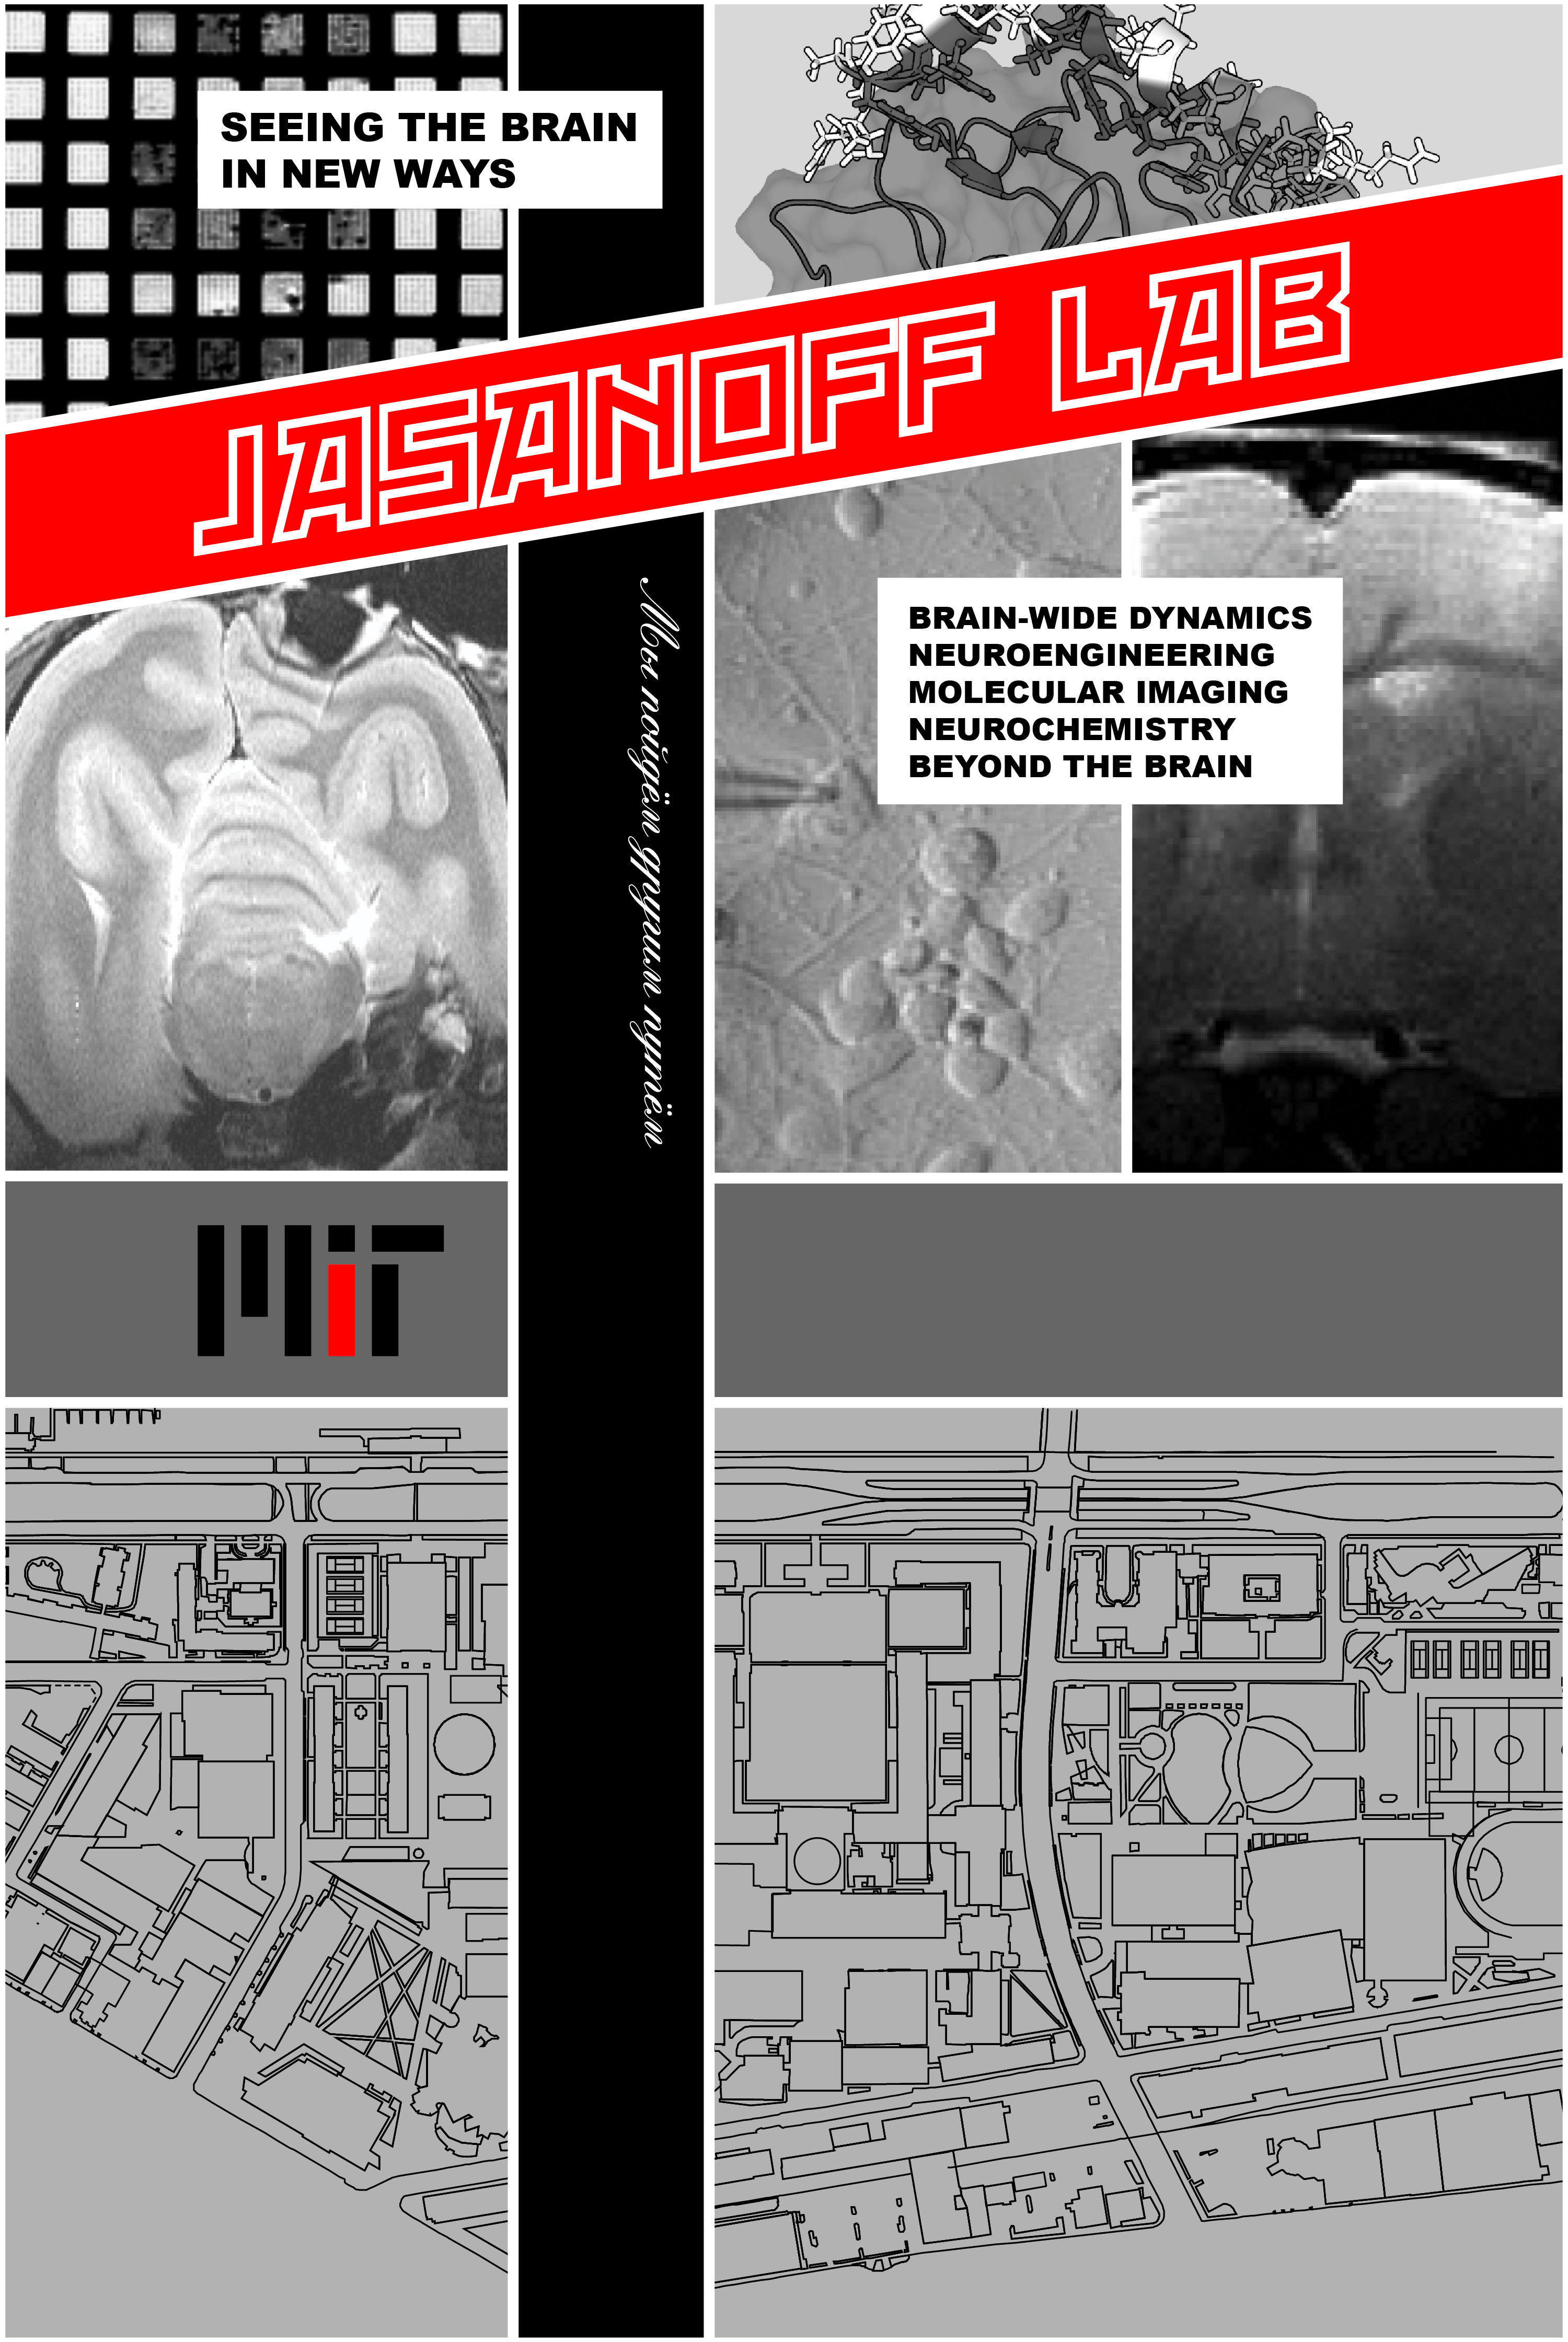 SEEING THE BRAIN
IN NEW WAYS
JASANOFF LAB
Мы пойдём другим путём
BRAIN-WIDE DYNAMICS
NEUROENGINEERING
MOLECULAR IMAGING
NEUROCHEMISTRY
BEYOND THE BRAIN
MiT